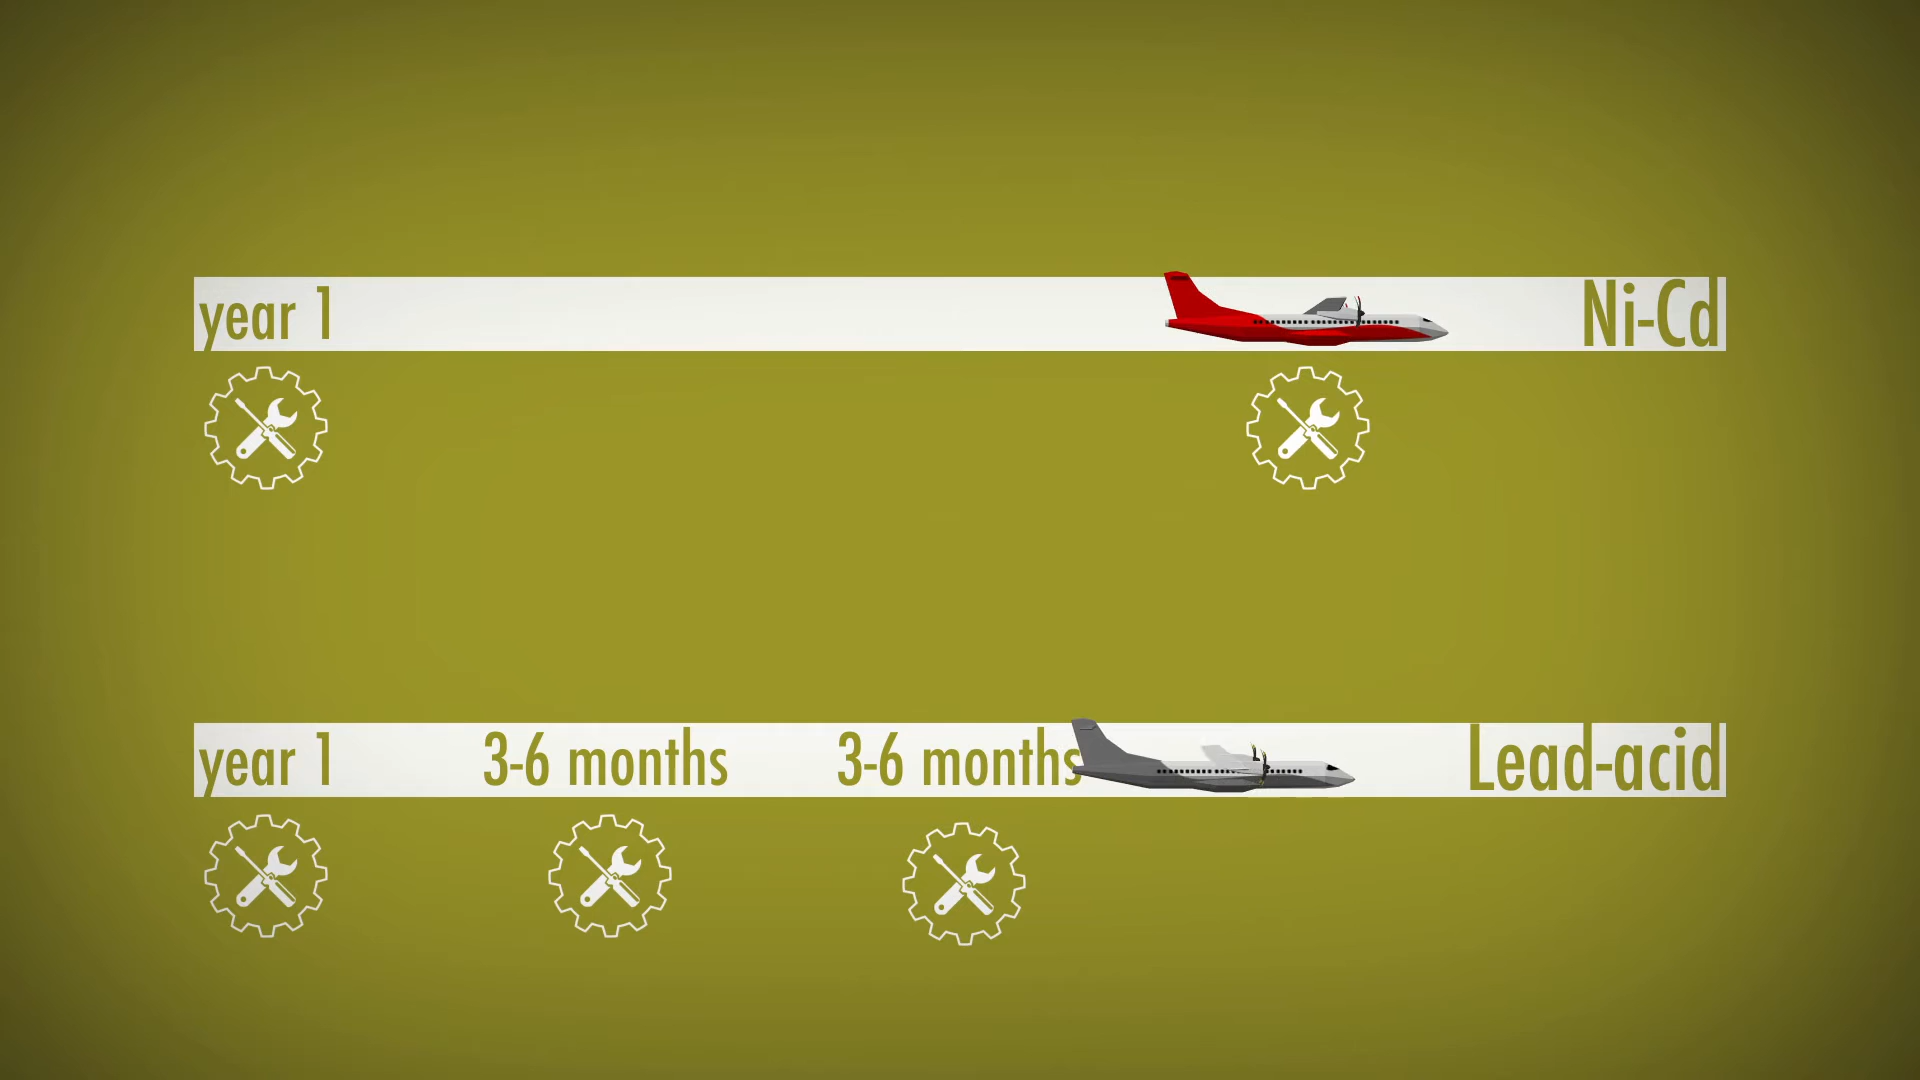 year 1 Ni-Cd
year 1 3-6 months 3-6 months Lead-acid